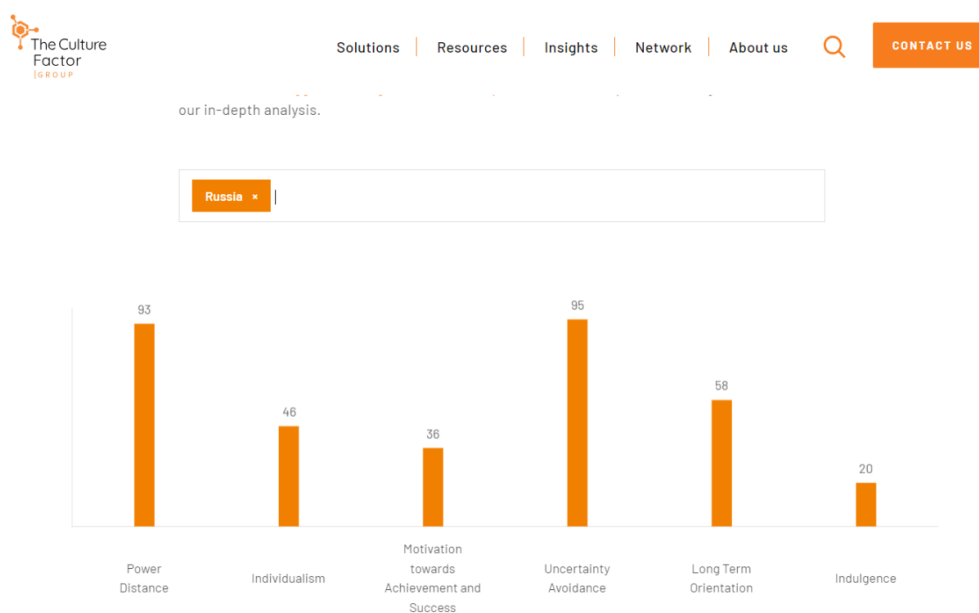 The Culture
Factor
GROUP
Solutions
Resources
Insights
Network
About us
CONTACT US
our in-depth analysis.
Russia ×
93
46
36
95
58
20
Power
Distance
Individualism
Motivation
towards
Achievement and
Success
Uncertainty
Avoidance
Long Term
Orientation
Indulgence